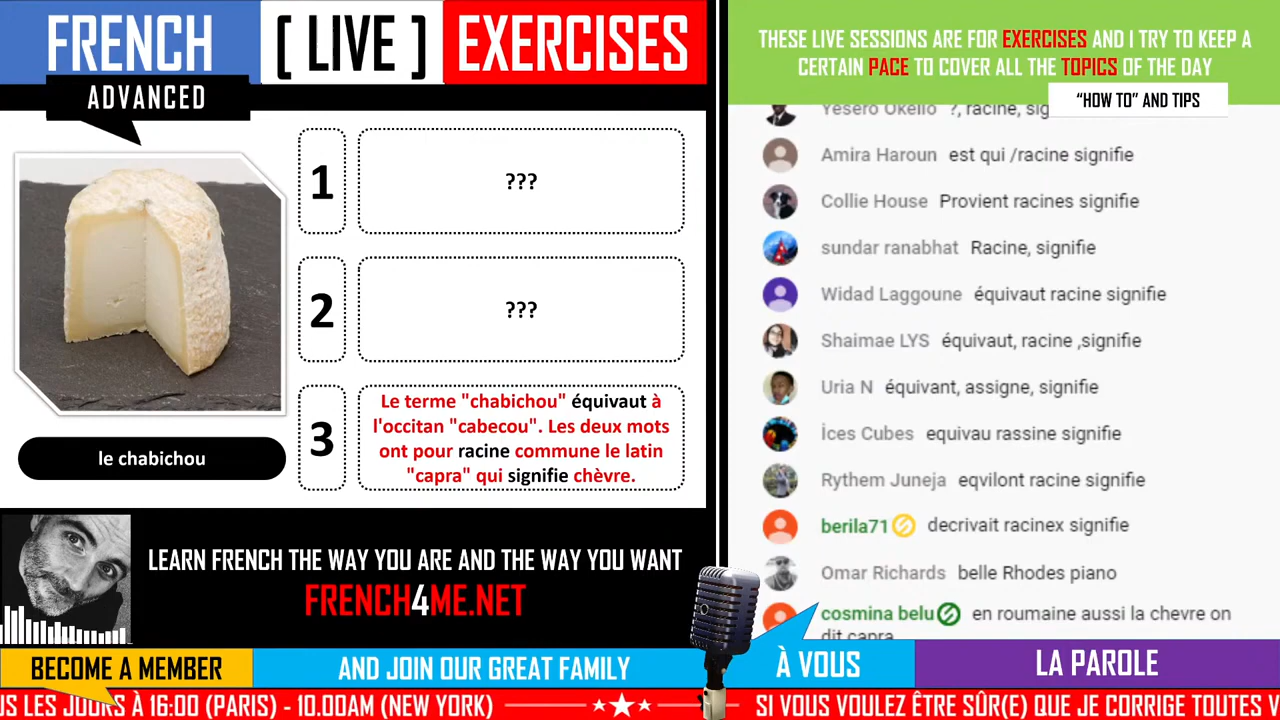 FRENCH [ LIVE ] EXERCISES
ADVANCED
1
???
2
???
3
Le terme "chabichou" équivaut à
l'occitan "cabecou". Les deux mots
ont pour racine commune le latin
"capra" qui signifie chèvre.
le chabichou
LEARN FRENCH THE WAY YOU ARE AND THE WAY YOU WANT
FRENCH4ME.NET
BECOME A MEMBER
AND JOIN OUR GREAT FAMILY
THESE LIVE SESSIONS ARE FOR EXERCISES AND I TRY TO KEEP A
CERTAIN PACE TO COVER ALL THE TOPICS OF THE DAY
“HOW TO” AND TIPS
Yesero Okello ?, racine, sig
Amira Haroun est qui /racine signifie
Collie House Provient racines signifie
sundar ranabhat Racine, signifie
Widad Laggoune équivaut racine signifie
Shaimae LYS équivaut, racine ,signifie
Uria N équivant, assigne, signifie
İces Cubes equivau rassine signifie
Rythem Juneja eqvilont racine signifie
berila71 decrivait racinex signifie
Omar Richards belle Rhodes piano
cosmina belu en roumaine aussi la chevre on
dit capra
À VOUS
LA PAROLE
US LES JOURS À 16:00 (PARIS) - 10.00AM (NEW YORK)
SI VOUS VOULEZ ÊTRE SÛR(E) QUE JE CORRIGE TOUTES V